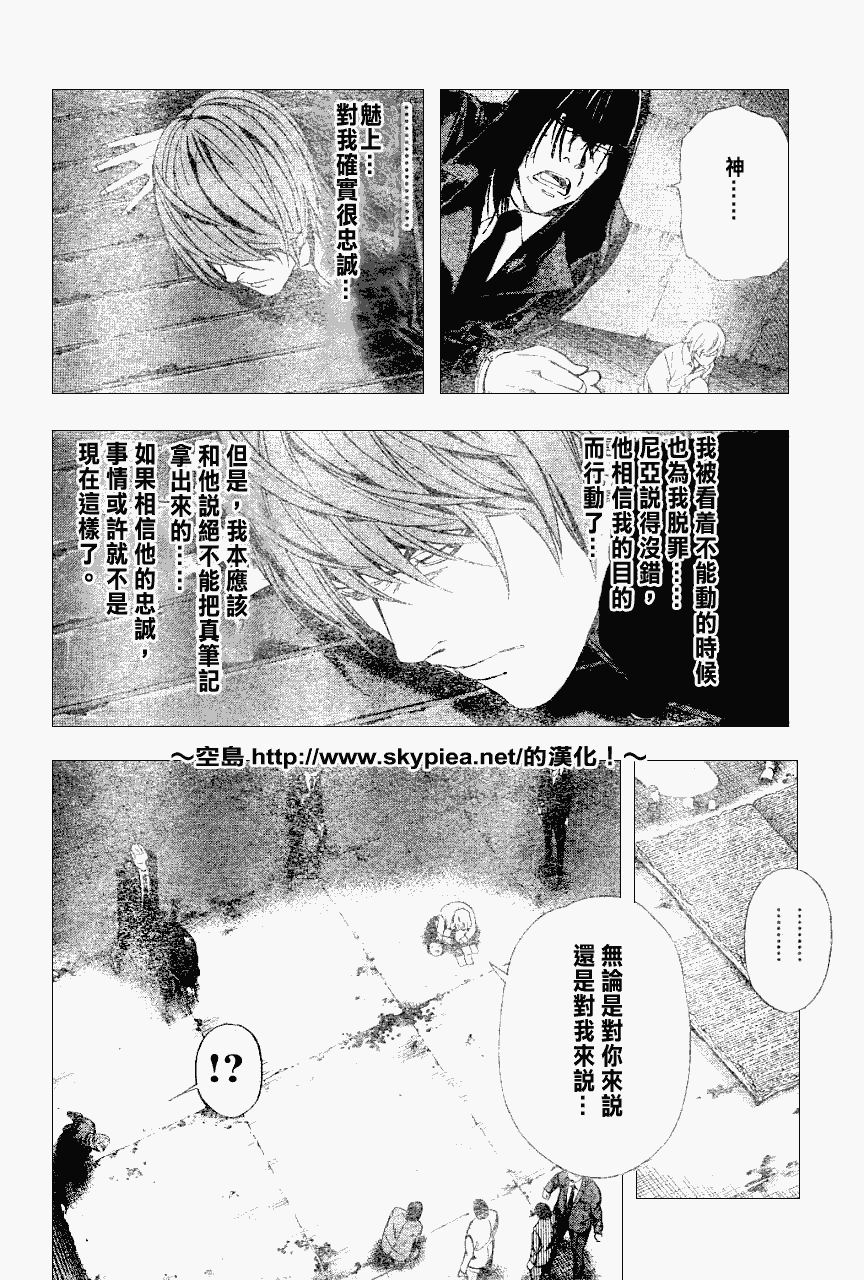 神……
………………
魅上…
對我確實很忠誠…
我被看着不能動的時候
也為我脱罪……
尼亞説得沒錯，
他相信我的目的
而行動了…
但是，我本應該
和他説絕不能把真筆記
拿出來的……
如果相信他的忠誠，
事情或許就不是
現在這樣了。
～空島 http://www.skypiea.net/的漢化！～
………
………
無論是對你來説
還是對我來説…
!?